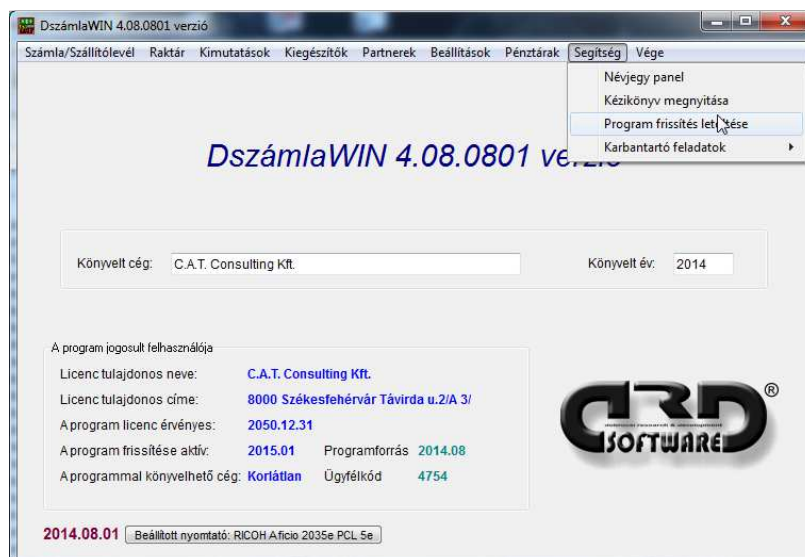 DszámlaWIN 4.08.0801 verzió
Számla/Szállítólevél Raktár Kimutatások Kiegészítők Partnerek Beállítások Pénztárak Segítség Vége
Névjegy panel
Kézikönyv megnyitása
Program frissítés
Karbantartó feladatok
DszámlaWIN 4.08.0801
Könyvelt cég: C.A.T. Consulting Kft. Könyvelt év: 2014
A program jogosult felhasználója
Licenc tulajdonos neve: C.A.T. Consulting Kft.
Licenc tulajdonos címe: 8000 Székesfehérvár Távirda u.2/A 3/
A program licenc érvényes: 2050.12.31
A program frissítése aktív: 2015.01 Programforrás 2014.08
A programmal könyvelhető cég: Korlátlan Ügyfélkód 4754
DRD ®
SOFTWARE
2014.08.01 Beállított nyomtató: RICOH Aficio 2035e PCL 5e